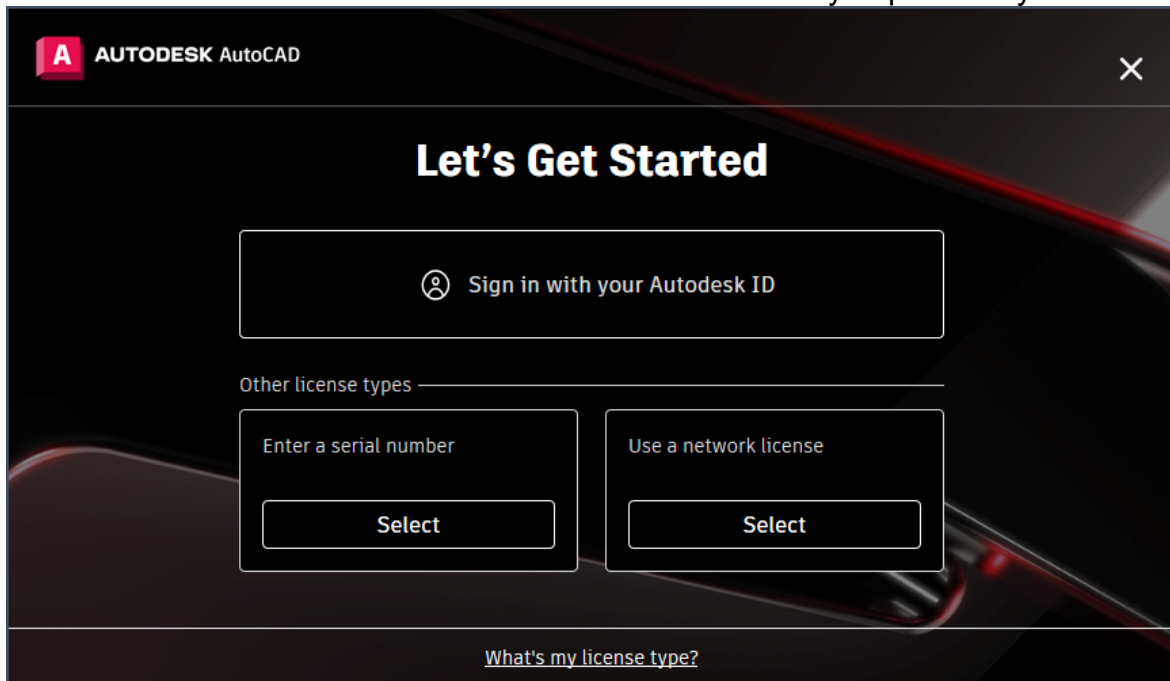 A AUTODESK AutoCAD
Let's Get Started
Sign in with your Autodesk ID
Other license types
Enter a serial number
Use a network license
Select
Select
What's my license type?